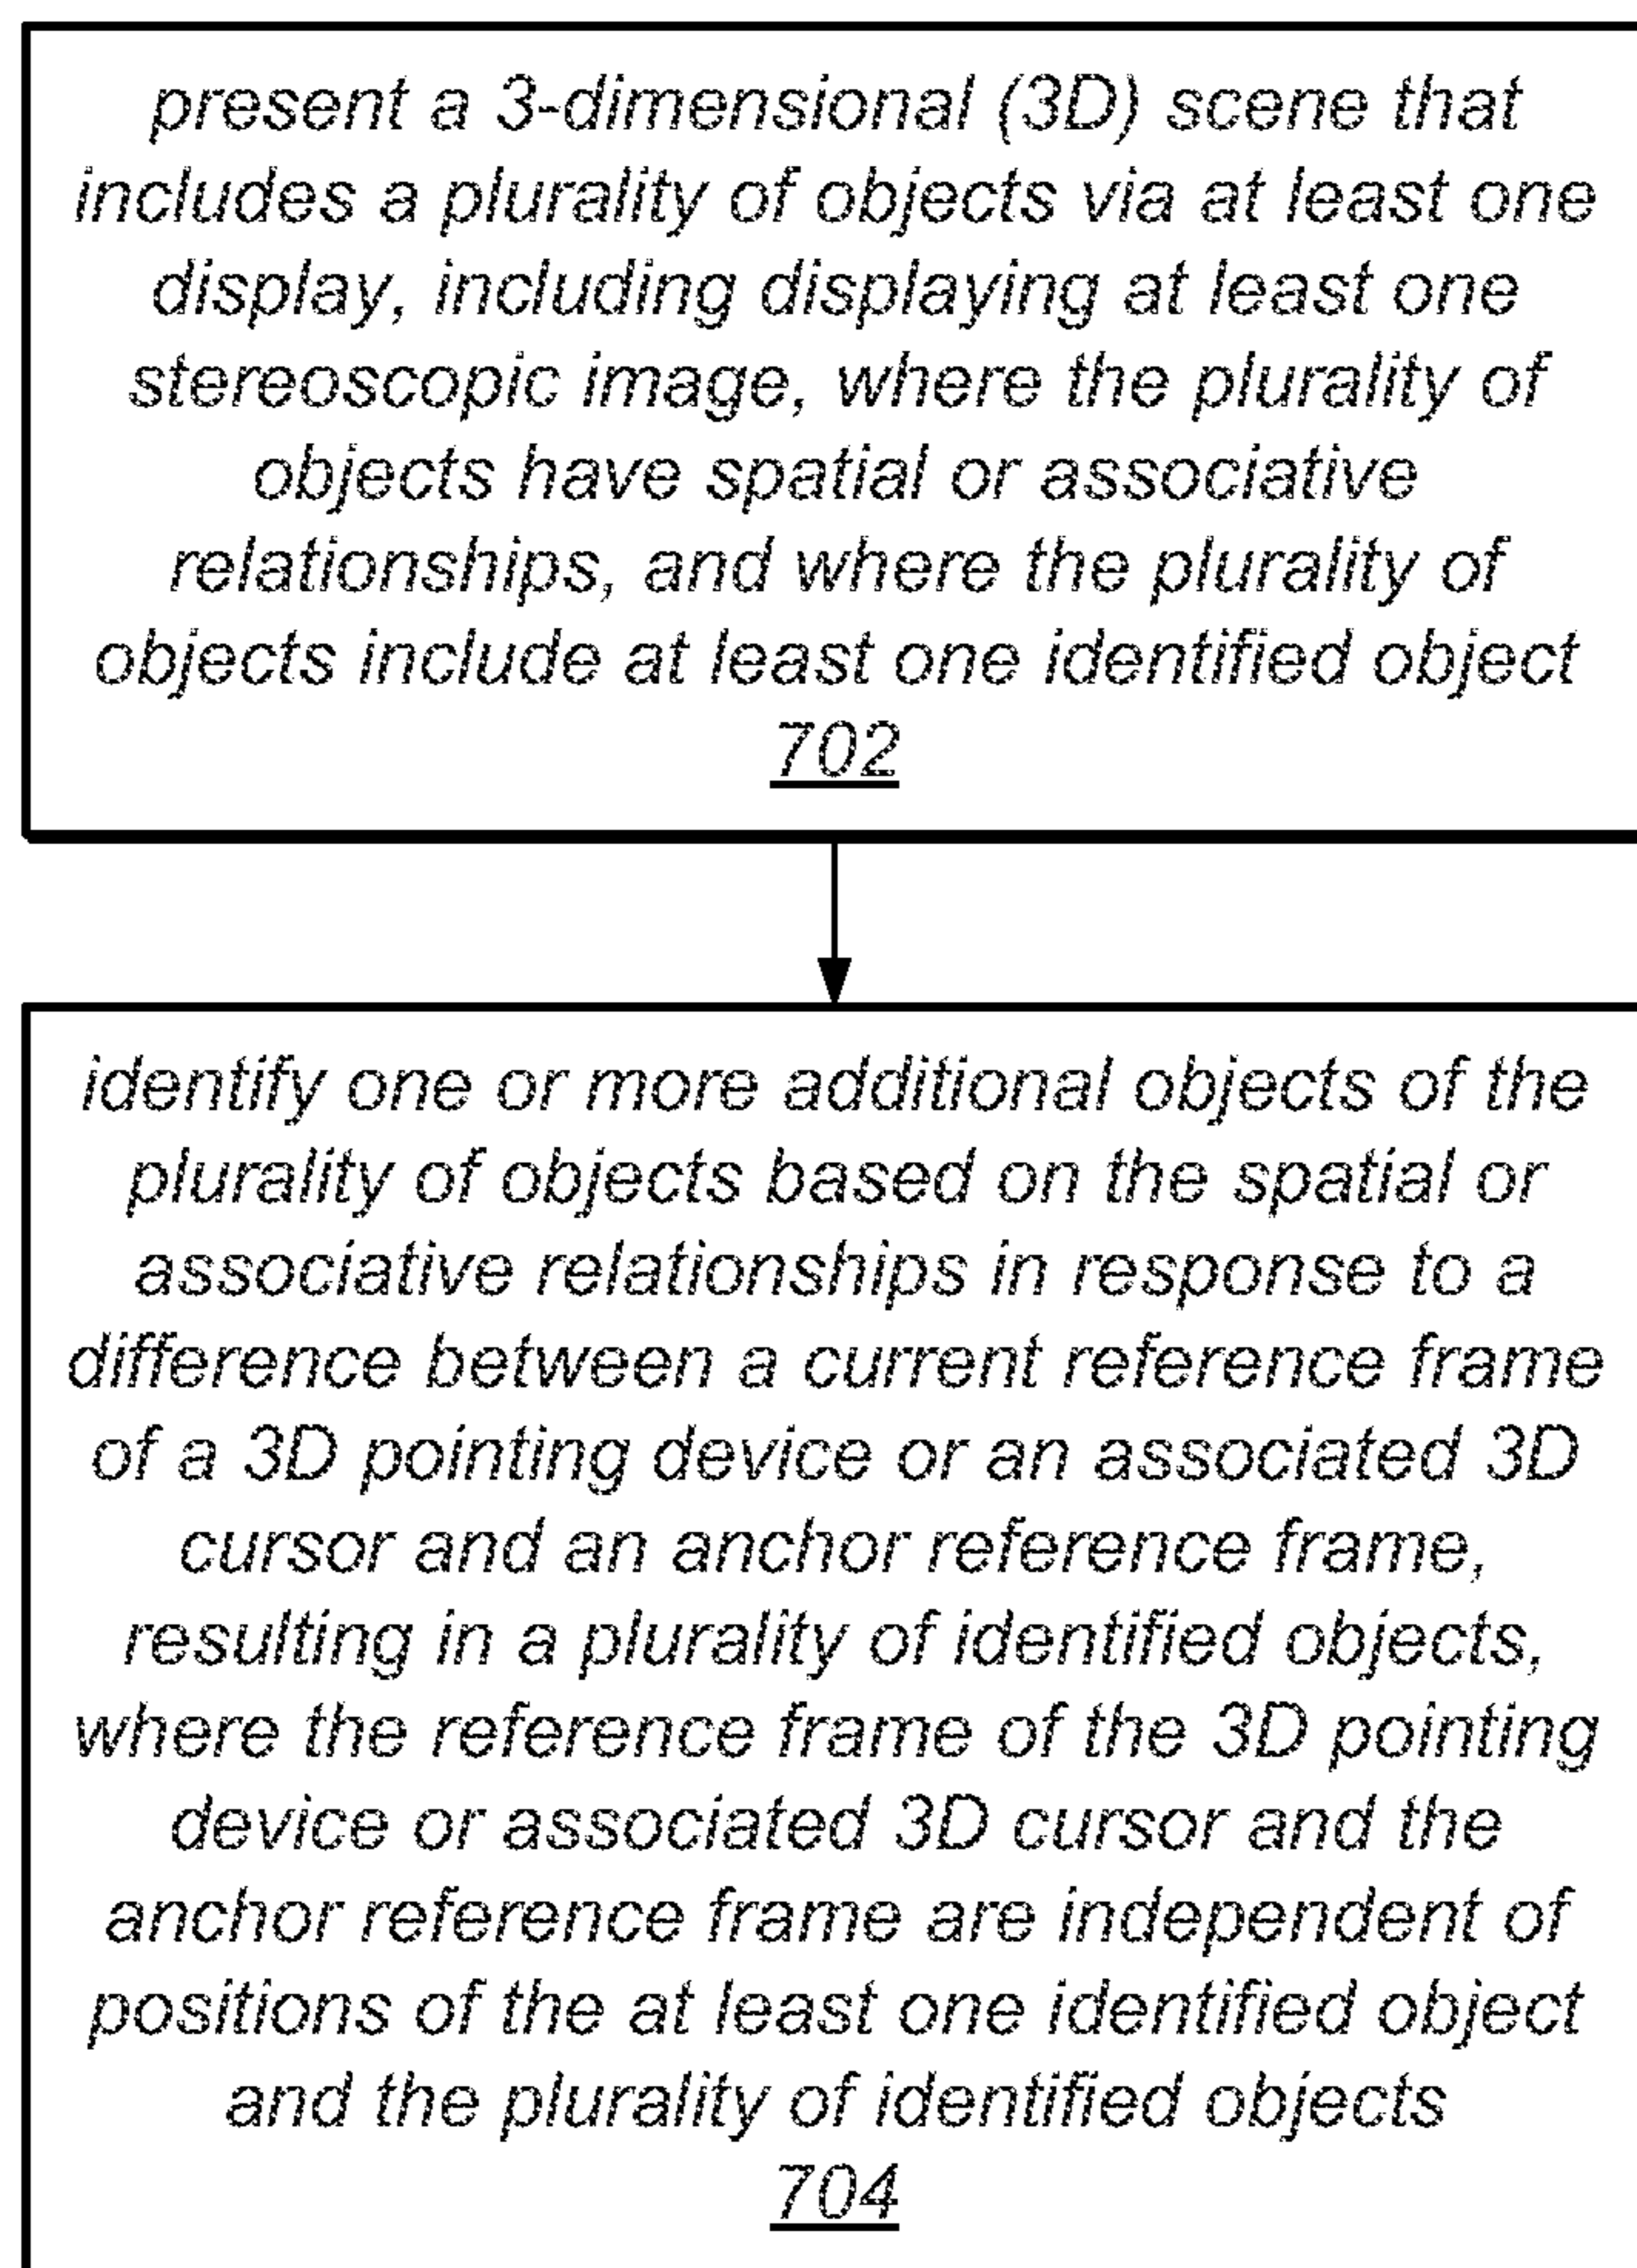 present a 3-dimensional (3D) scene that
includes a plurality of objects via at least one
display, including displaying at least one
stereoscopic image, where the plurality of
objects have spatial or associative
relationships, and where the plurality of
objects include at least one identified object
702
identify one or more additional objects of the
plurality of objects based on the spatial or
associative relationships in response to a
difference between a current reference frame
of a 3D pointing device or an associated 3D
cursor and an anchor reference frame,
resulting in a plurality of identified objects,
where the reference frame of the 3D pointing
device or associated 3D cursor and the
anchor reference frame are independent of
positions of the at least one identified object
and the plurality of identified objects
704